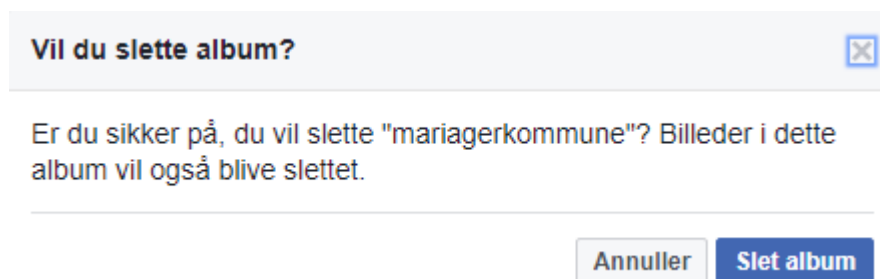 Vil du slette album?
Er du sikker på, du vil slette "mariagerkommune"? Billeder i dette
album vil også blive slettet.
Annuller Slet album